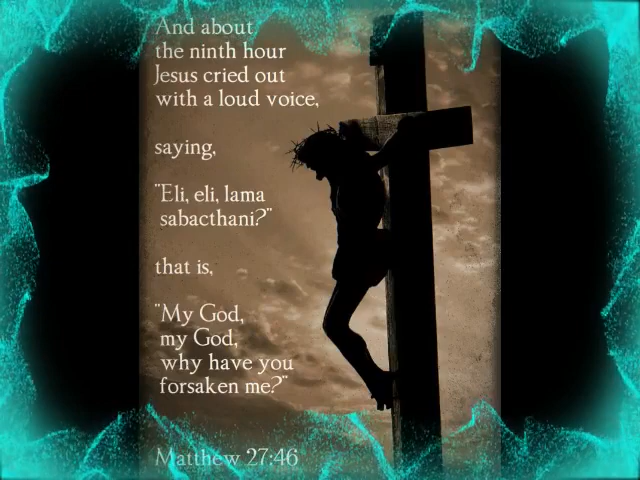 And about
the ninth hour
Jesus cried out
with a loud voice,
saying,
"Eli, eli, lama
sabacthani?"
that is,
"My God,
my God,
why have you
forsaken me?"
Matthew 27:46